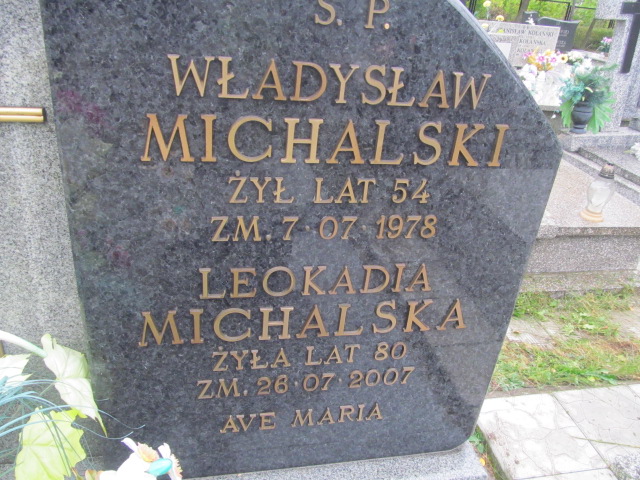 Ś. P.
WŁADYSŁAW
MICHALSKI
ŻYŁ LAT 54
ZM. 7·07·1978
LEOKADIA
MICHALSKA
ŻYŁA LAT 80
ZM. 26·07·2007
AVE MARIA